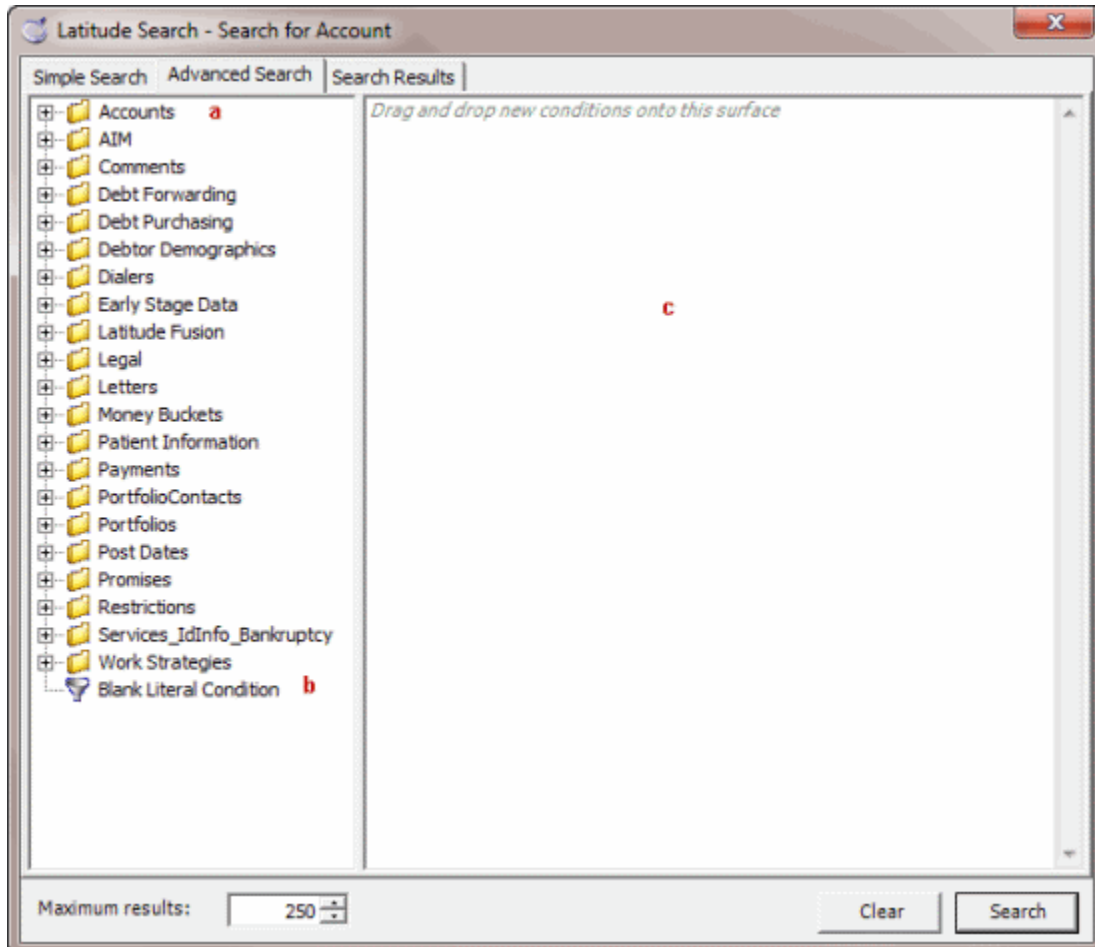 Latitude Search - Search for Account
Simple Search Advanced Search Search Results
Accounts a
AIM
Comments
Debt Forwarding
Debt Purchasing
Debtor Demographics
Dialers
Early Stage Data
Latitude Fusion
Legal
Letters
Money Buckets
Patient Information
Payments
PortfolioContacts
Portfolios
Post Dates
Promises
Restrictions
Services_IdInfo_Bankruptcy
Work Strategies
Blank Literal Condition b
Drag and drop new conditions onto this surface
c
Maximum results: 250 Clear Search